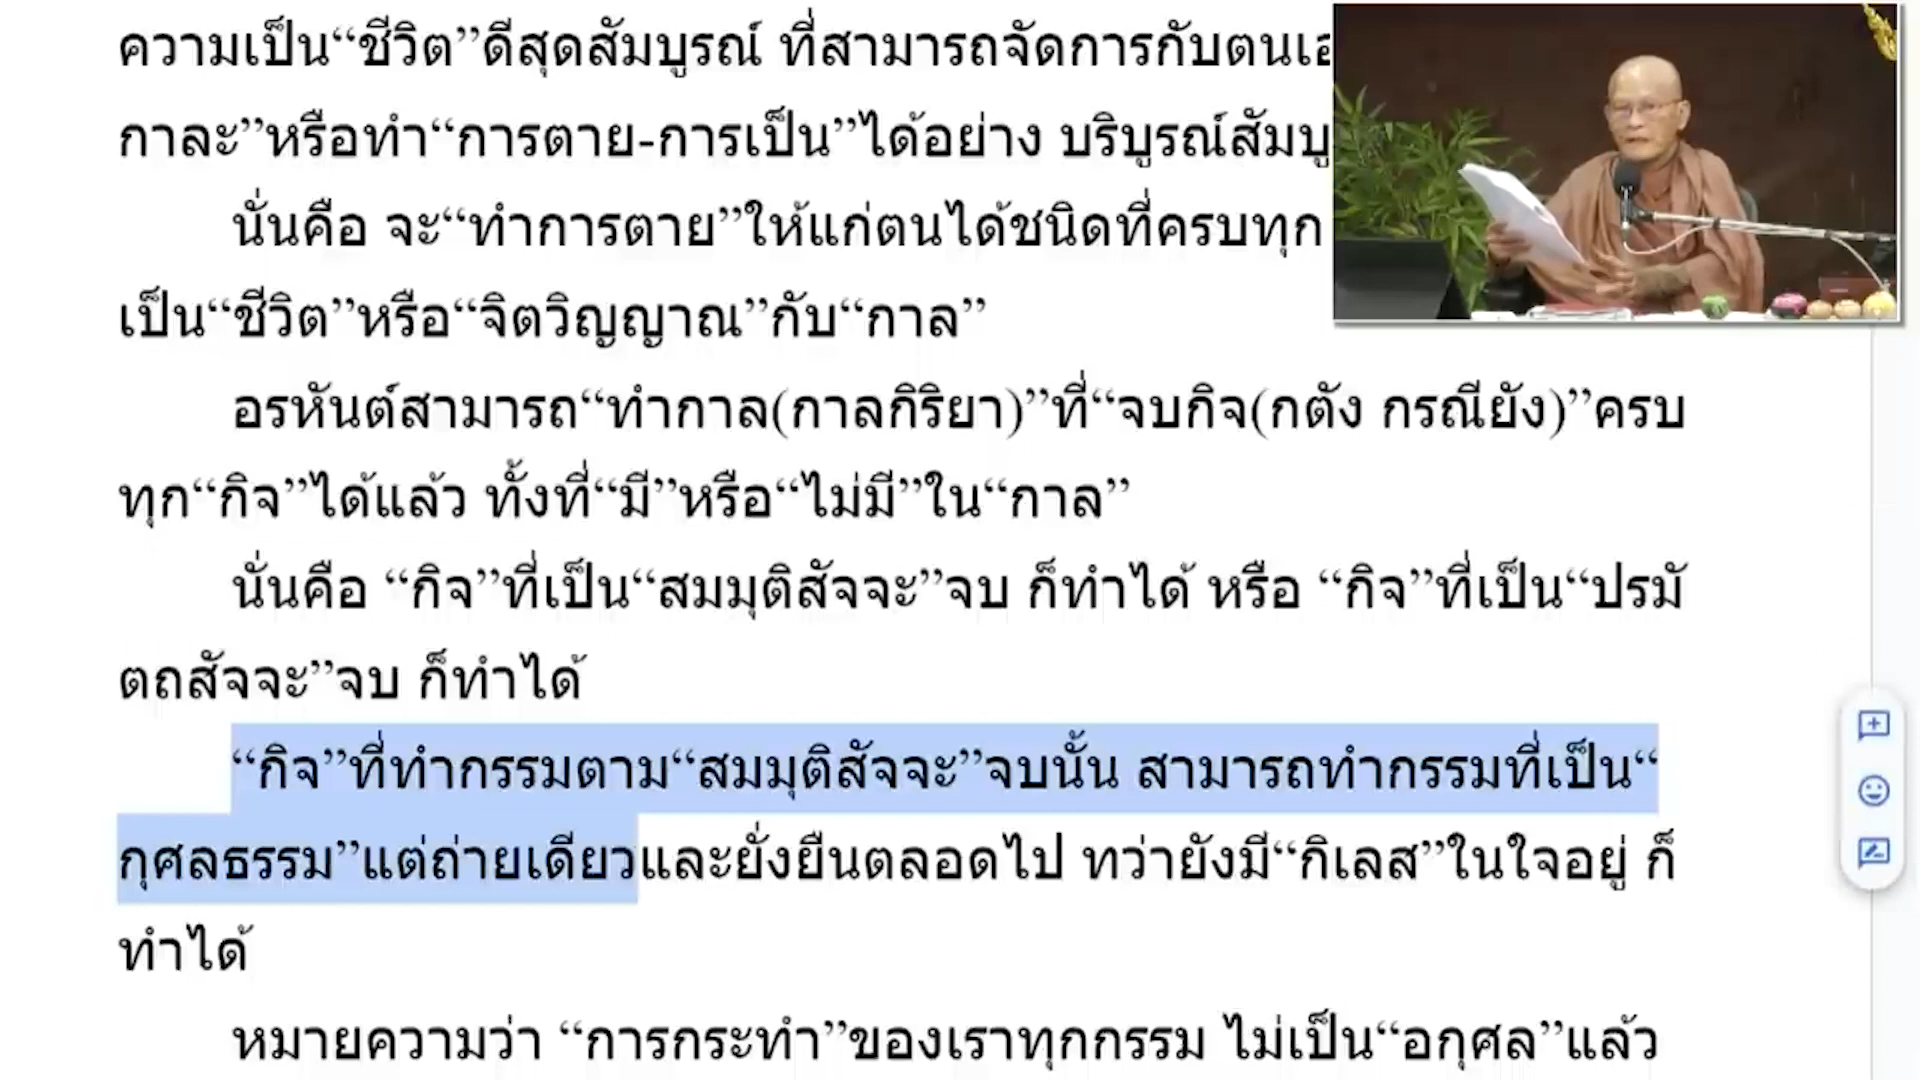 ความเป็น“ชีวิต”ดีสุดสัมบูรณ์ ที่สามารถจัดการกับตนเอ
กาละ”หรือทำ“การตาย-การเป็น”ได้อย่าง บริบูรณ์สัมบู
นั่นคือ จะ“ทำการตาย”ให้แก่ตนได้ชนิดที่ครบทุก
เป็น“ชีวิต”หรือ“จิตวิญญาณ”กับ“กาล”
อรหันต์สามารถ“ทำกาล(กาลกิริยา)”ที่“จบกิจ(กตัง กรณียัง)”ครบ
ทุก“กิจ”ได้แล้ว ทั้งที่“มี”หรือ“ไม่มี”ใน“กาล”
นั่นคือ “กิจ”ที่เป็น“สมมุติสัจจะ”จบ ก็ทำได้ หรือ “กิจ”ที่เป็น“ปรมั
ตถสัจจะ”จบ ก็ทำได้
“กิจ”ที่ทำกรรมตาม“สมมุติสัจจะ”จบนั้น สามารถทำกรรมที่เป็น“
กุศลธรรม”แต่ถ่ายเดียวและยั่งยืนตลอดไป ทว่ายังมี“กิเลส”ในใจอยู่ ก็
ทำได้
หมายความว่า “การกระทำ”ของเราทุกกรรม ไม่เป็น“อกุศล”แล้ว